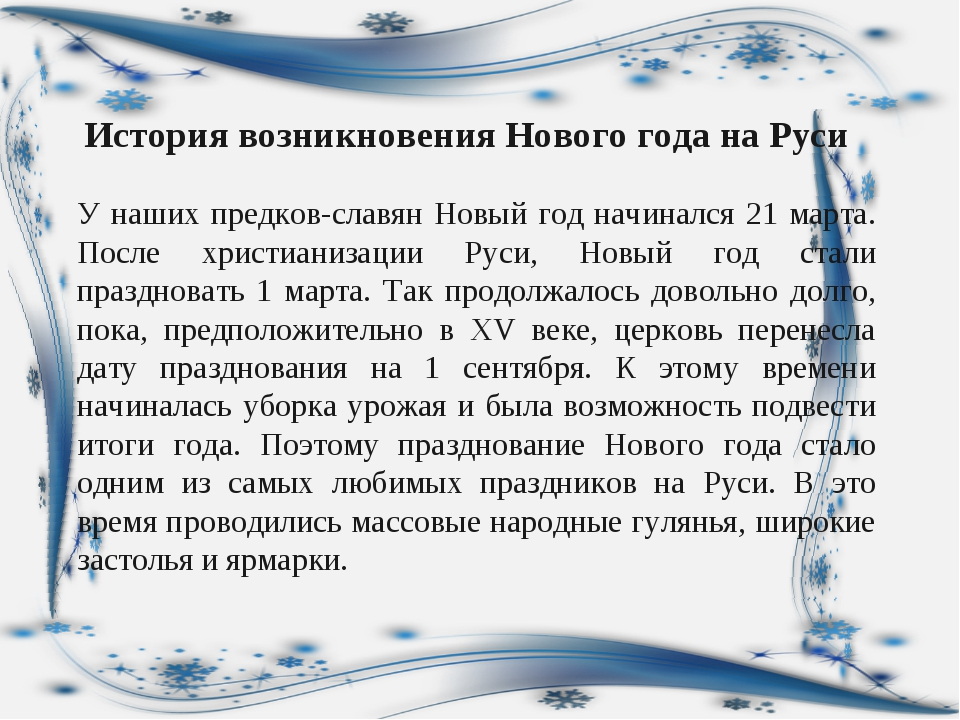 История возникновения Нового года на Руси
У наших предков-славян Новый год начинался 21 марта.
После христианизации Руси, Новый год стали
праздновать 1 марта. Так продолжалось довольно долго,
пока, предположительно в XV веке, церковь перенесла
дату празднования на 1 сентября. К этому времени
начиналась уборка урожая и была возможность подвести
итоги года. Поэтому празднование Нового года стало
одним из самых любимых праздников на Руси. В это
время проводились массовые народные гулянья, широкие
застолья и ярмарки.